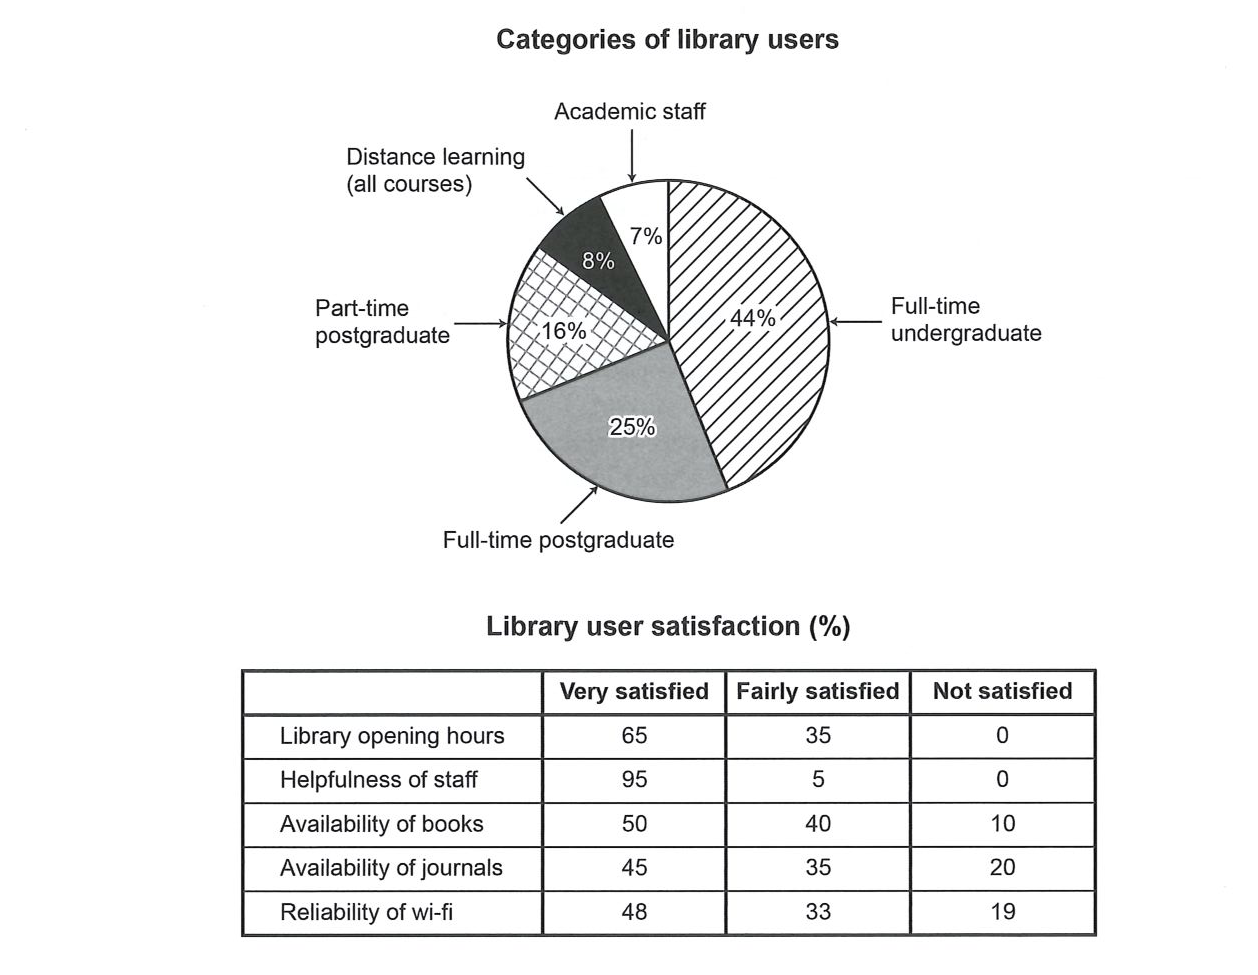 Categories of library users
Academic staff
Distance learning
(all courses)
7%
8%
Part-time
postgraduate
16%
44%
Full-time
undergraduate
25%
Full-time postgraduate
Library user satisfaction (%)
Very satisfied Fairly satisfied Not satisfied
Library opening hours 65 35 0
Helpfulness of staff 95 5 0
Availability of books 50 40 10
Availability of journals 45 35 20
Reliability of wi-fi 48 33 19